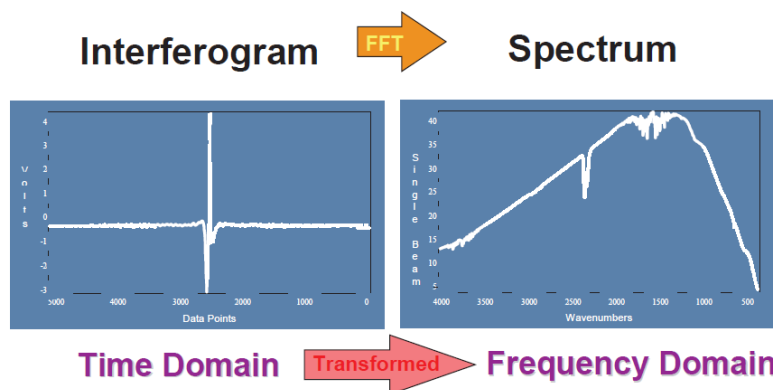 Interferogram
FFT
Spectrum
Volts
4
3
2
1
0
-1
-2
-3
5000 4000 3000 2000 1000 0
Data Points
Single Beam
40
35
30
25
20
15
10
5
4000 3500 3000 2500 2000 1500 1000 500
Wavenumbers
Time Domain
Transformed
Frequency Domain